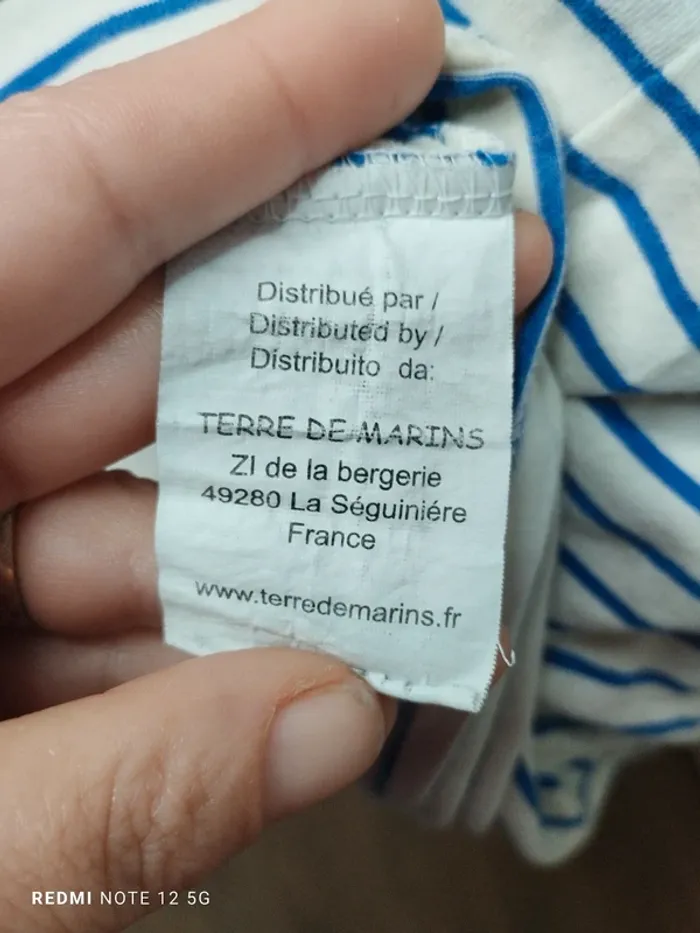 Distribué par /
Distributed by /
Distribuito da:
TERRE DE MARINS
ZI de la bergerie
49280 La Séguiniére
France
www.terredemarins.fr
REDMI NOTE 12 5G